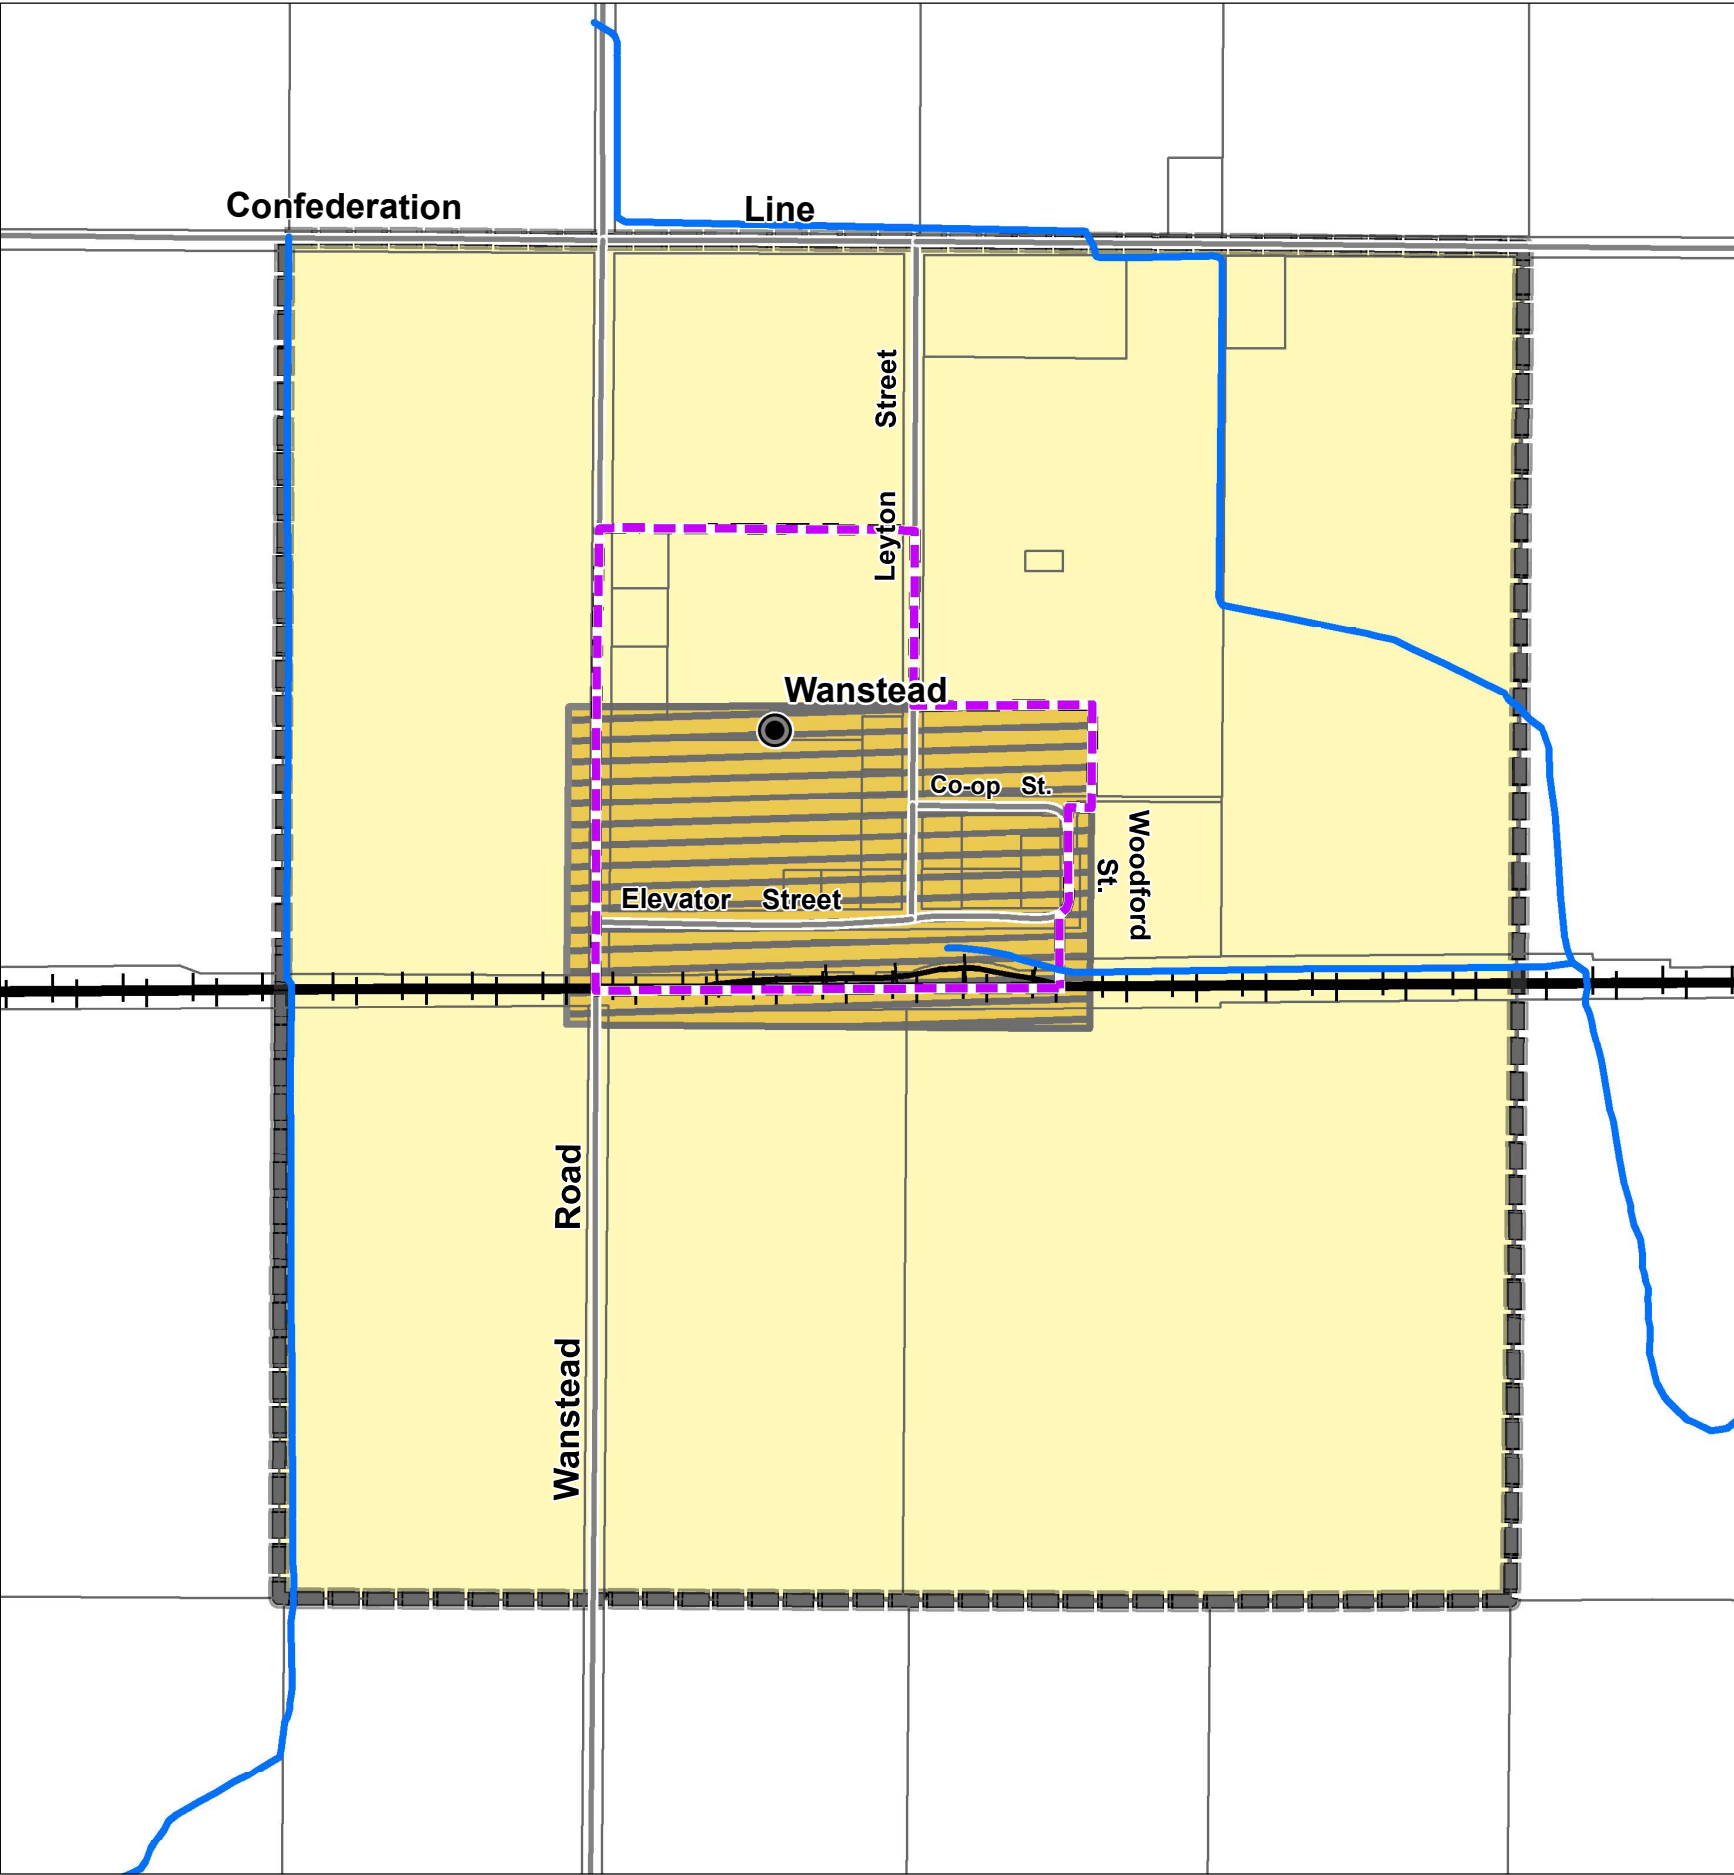 Confederation Line
Leyton Street
Wanstead
Co-op St.
Woodford
St.
Elevator Street
Wanstead Road